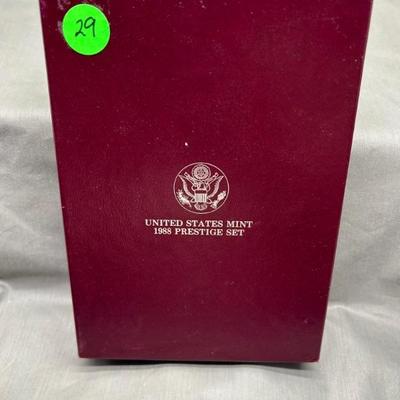 29
UNITED STATES MINT
1988 PRESTIGE SET